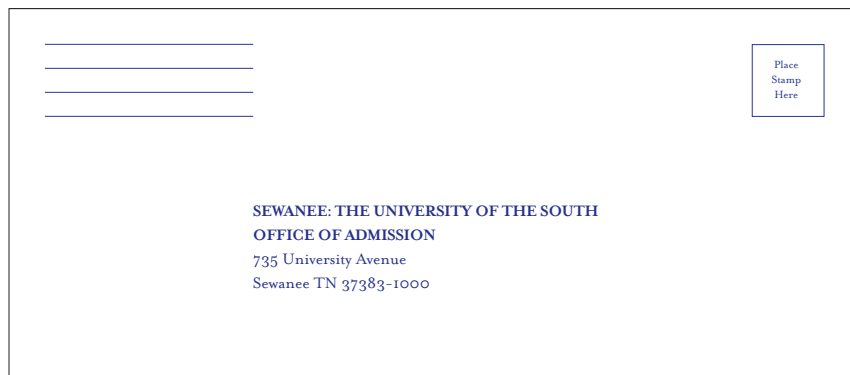 Place
Stamp
Here
SEWANEE: THE UNIVERSITY OF THE SOUTH
OFFICE OF ADMISSION
735 University Avenue
Sewanee TN 37383-1000